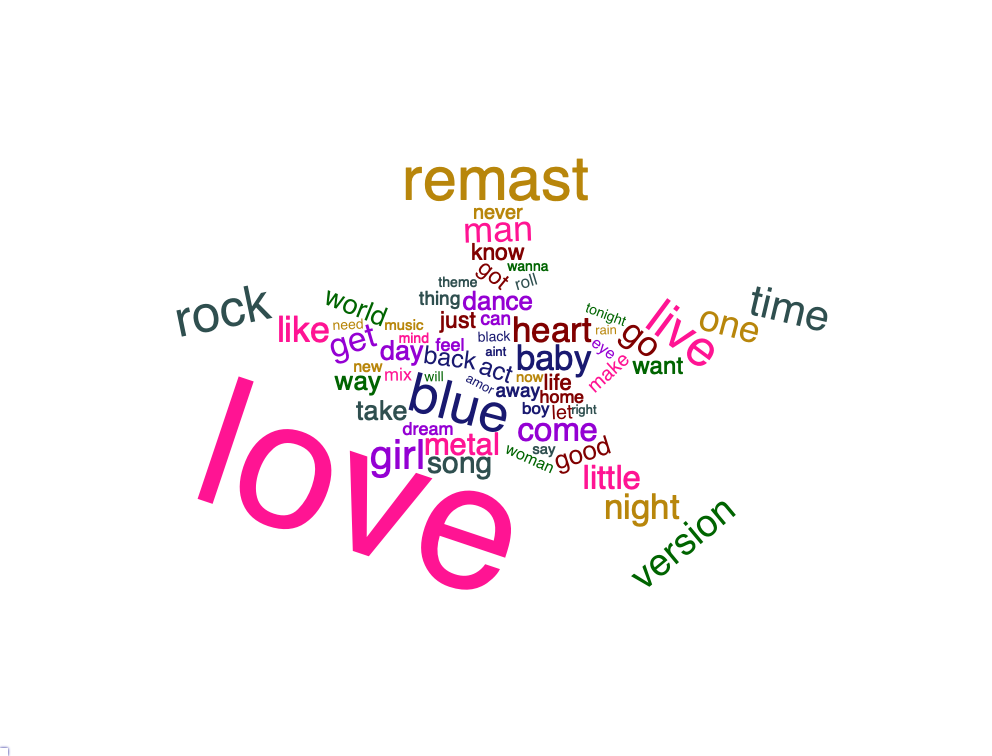 remast
never
man
know
wanna
got
roll
theme
thing
dance
rock
world
time
live
one
tonight
like
need
music
just
can
heart
rain
go
get
mind
feel
black
day
back
act
aint
baby
eye
want
new
way
mix
will
amor
now
life
make
away
home
take
blue
boy
let
right
love
dream
come
girl
metal
song
woman
say
good
little
night
version